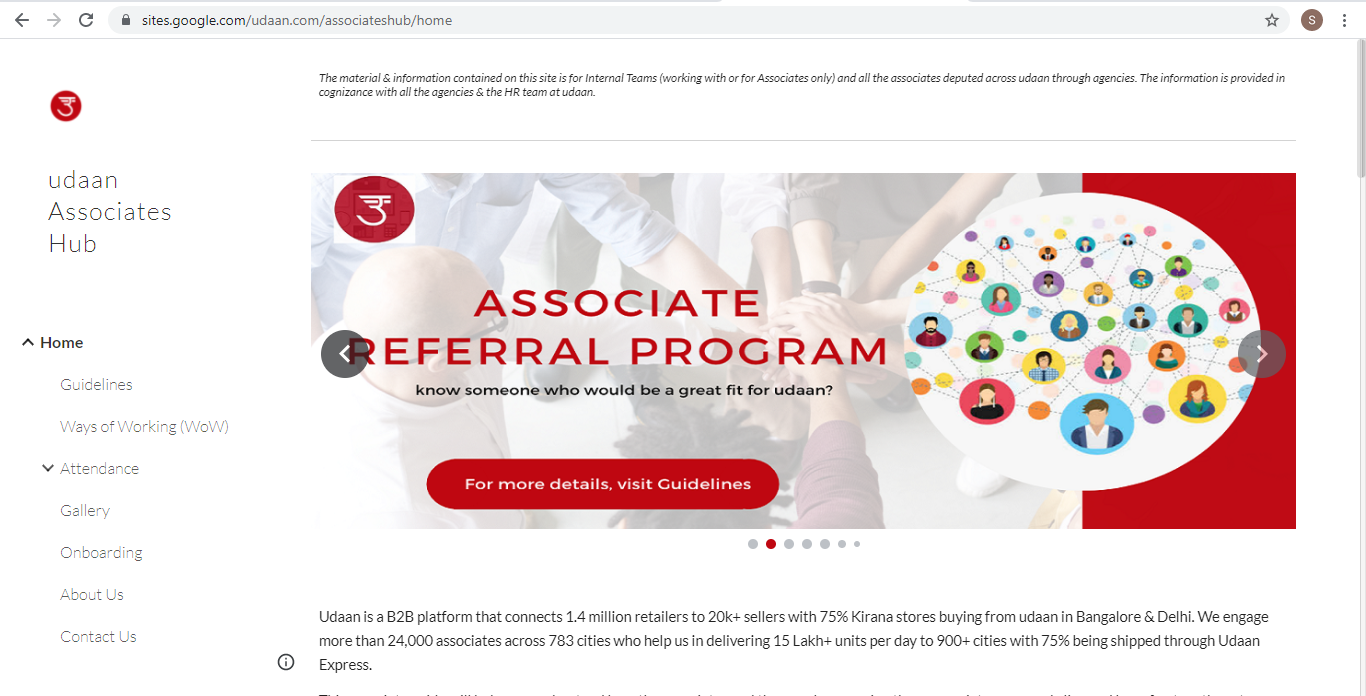 sites.google.com/udaan.com/associateshub/home
S
The material & information contained on this site is for Internal Teams (working with or for Associates only) and all the associates deputed across udaan through agencies. The information is provided in
cognizance with all the agencies & the HR team at udaan.
उ
udaan
Associates
Hub
Home
Guidelines
Ways of Working (WoW)
Attendance
Gallery
Onboarding
About Us
Contact Us
उ
ASSOCIATE
REFERRAL PROGRAM
know someone who would be a great fit for udaan?
For more details, visit Guidelines
Udaan is a B2B platform that connects 1.4 million retailers to 20k+ sellers with 75% Kirana stores buying from udaan in Bangalore & Delhi. We engage
more than 24,000 associates across 783 cities who help us in delivering 15 Lakh+ units per day to 900+ cities with 75% being shipped through Udaan
Express.